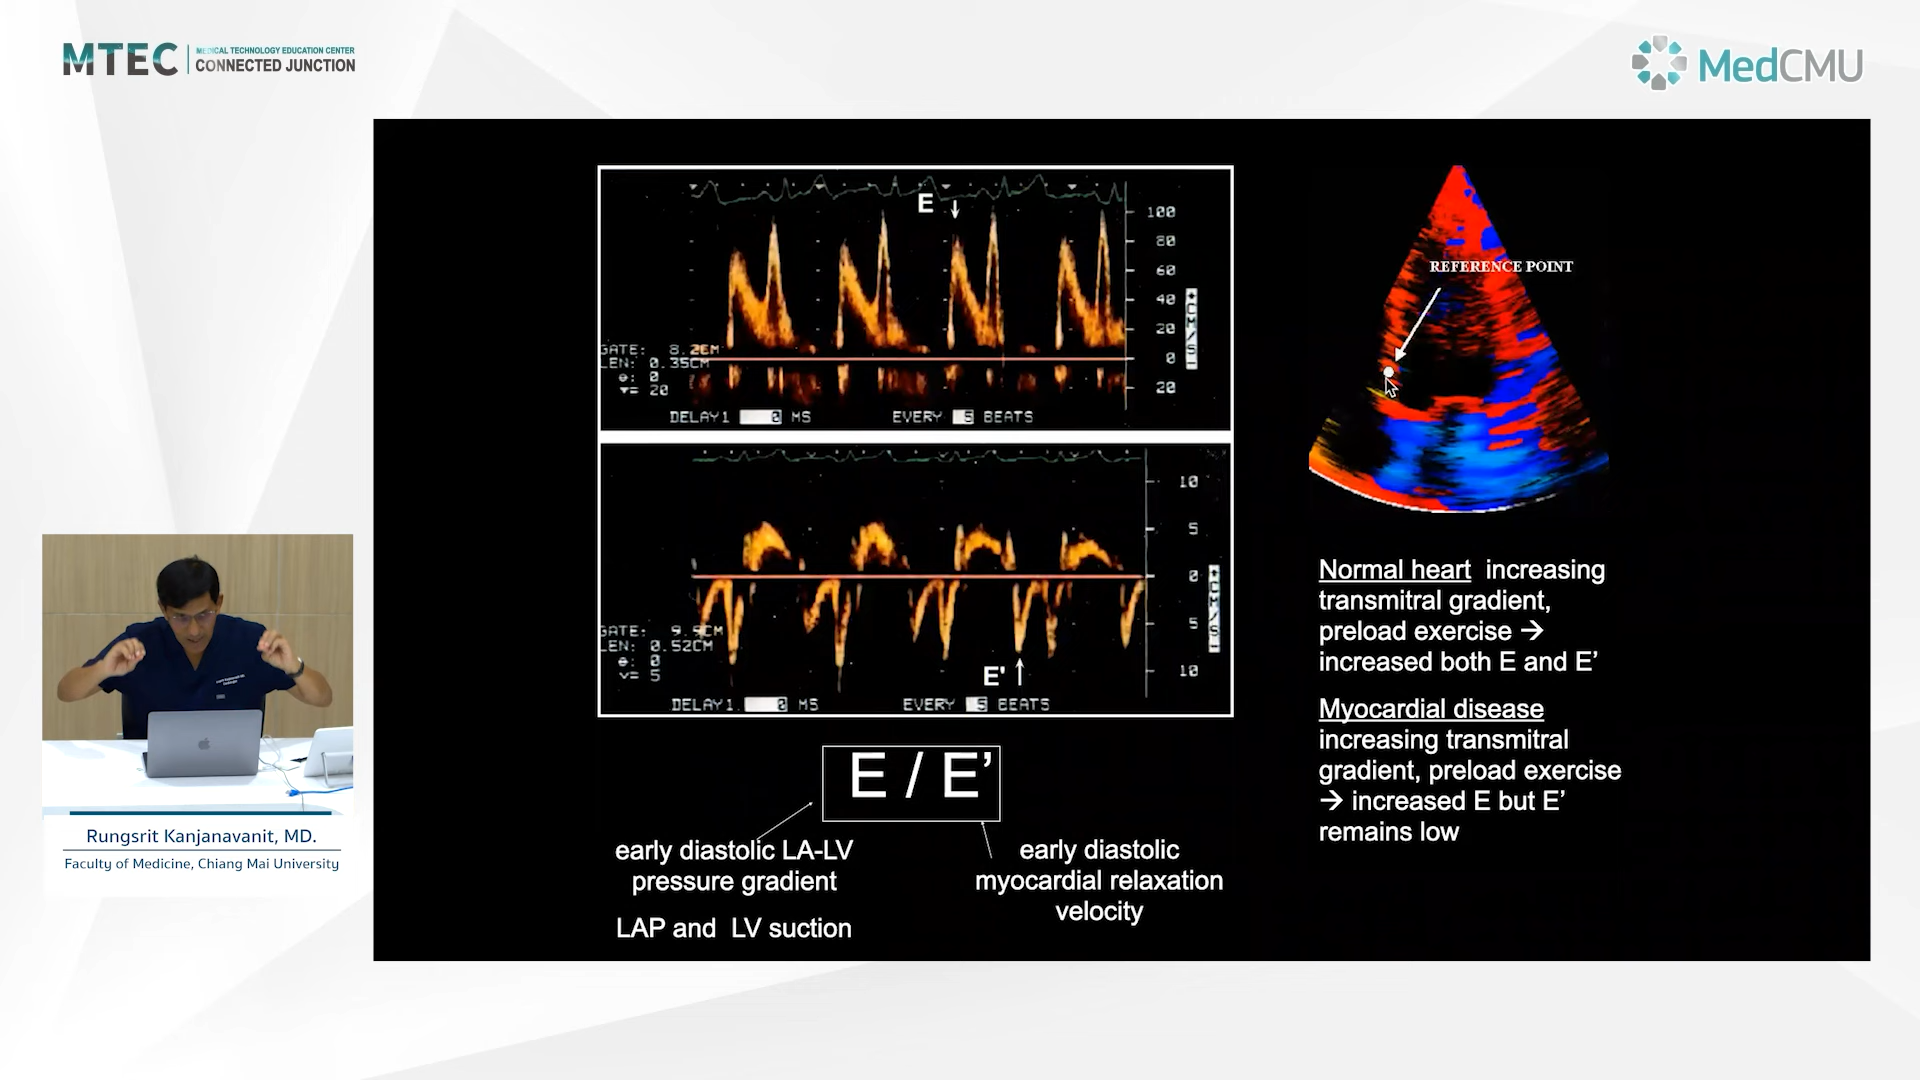 MTEC
MEDICAL TECHNOLOGY EDUCATION CENTER
CONNECTED JUNCTION
MedCMU
E
100
80
60
40
20
0
20
+CM/S-
GATE: 8.2CM
LEN: 0.35CM
θ: 0
V= 20
DELAY1 0 MS EVERY 5 BEATS
10
5
0
5
10
+CM/S-
GATE: 9.9CM
LEN: 0.52CM
θ: 0
V= 5
E' ↑
DELAY1 0 MS EVERY 5 BEATS
REFERENCE POINT
E / E’
early diastolic LA-LV
pressure gradient
LAP and LV suction
early diastolic
myocardial relaxation
velocity
Normal heart increasing
transmitral gradient,
preload exercise →
increased both E and E’
Myocardial disease
increasing transmitral
gradient, preload exercise
→ increased E but E’
remains low
Rungsrit Kanjanavanit, MD.
Faculty of Medicine, Chiang Mai University